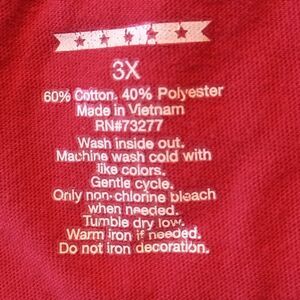 3X
60% Cotton. 40% Polyester
Made in Vietnam
RN#73277
Wash inside out.
Machine wash cold with
like colors.
Gentle cycle.
Only non-chlorine bleach
when needed.
Tumble dry low.
Warm iron if needed.
Do not iron decoration.